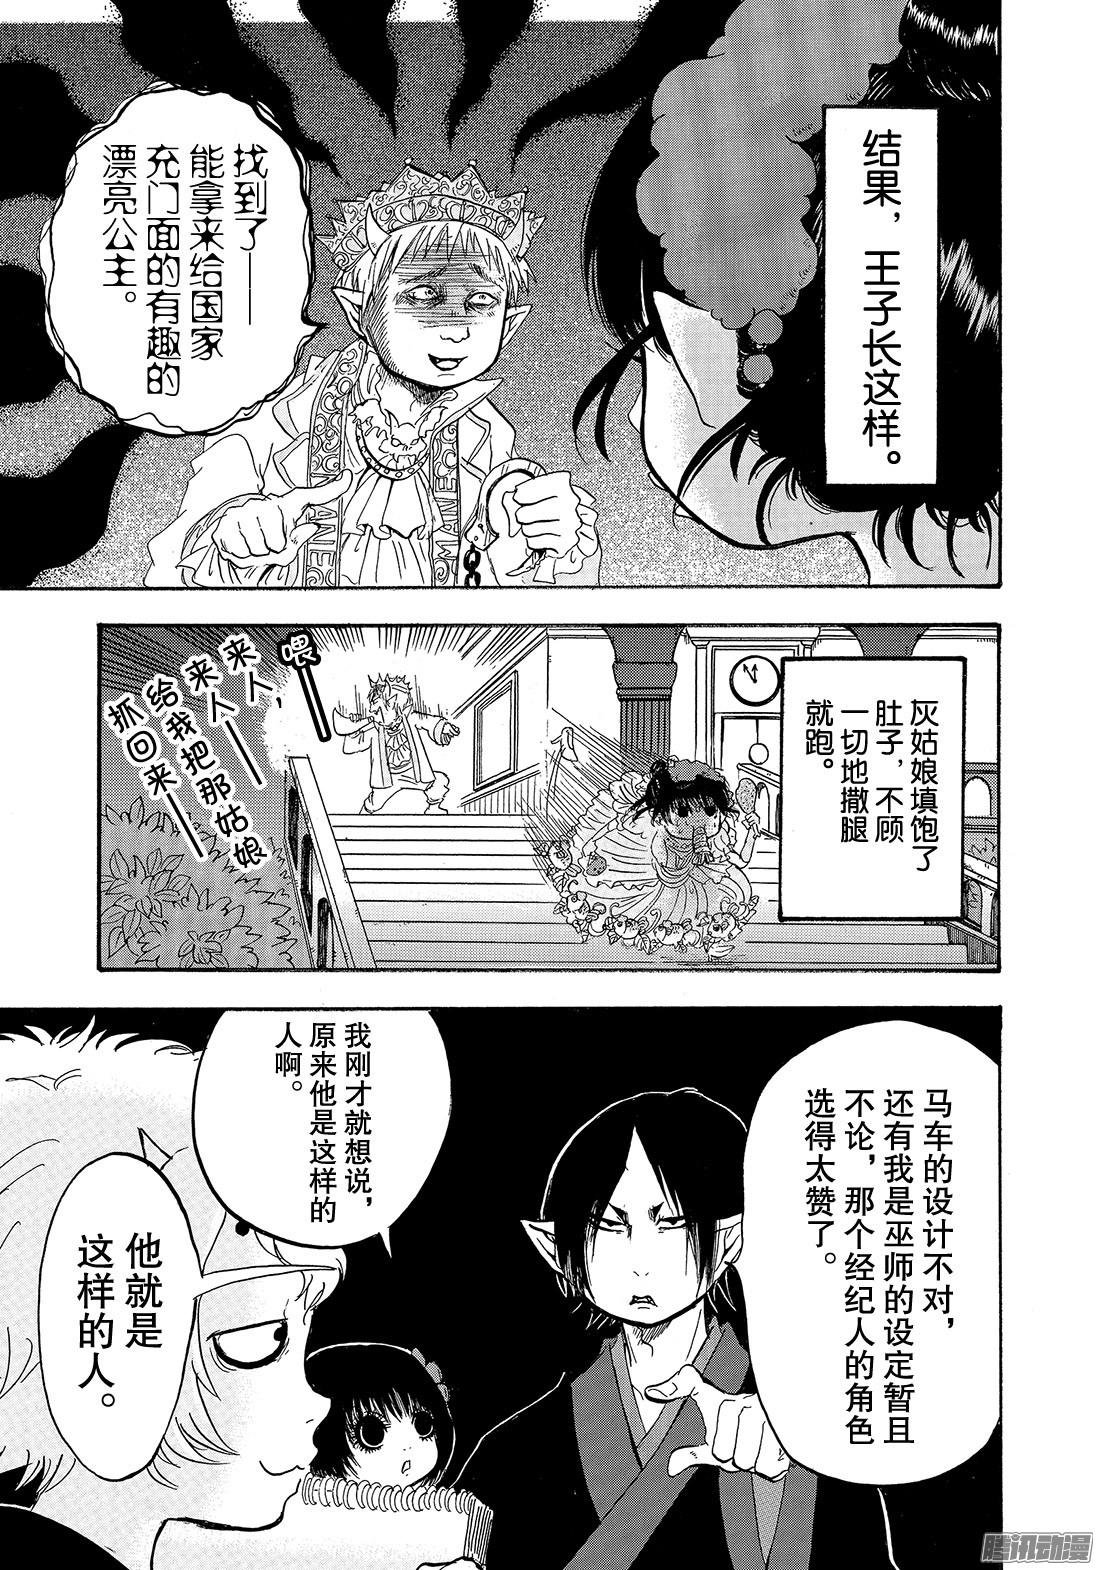 结果，王子长这样。
找到了——
能拿来给国家
充门面的有趣的
漂亮公主。
灰姑娘填饱了
肚子，不顾
一切地撒腿
就跑。
喂——
来人，
来人——
给我把那姑娘
抓回来——
马车的设计不对，
还有我是巫师的设定暂且
不论，那个经纪人的角色
选得太赞了。
我刚才就想说，
原来他是这样的
人啊。
他就是
这样的人。
腾讯动漫